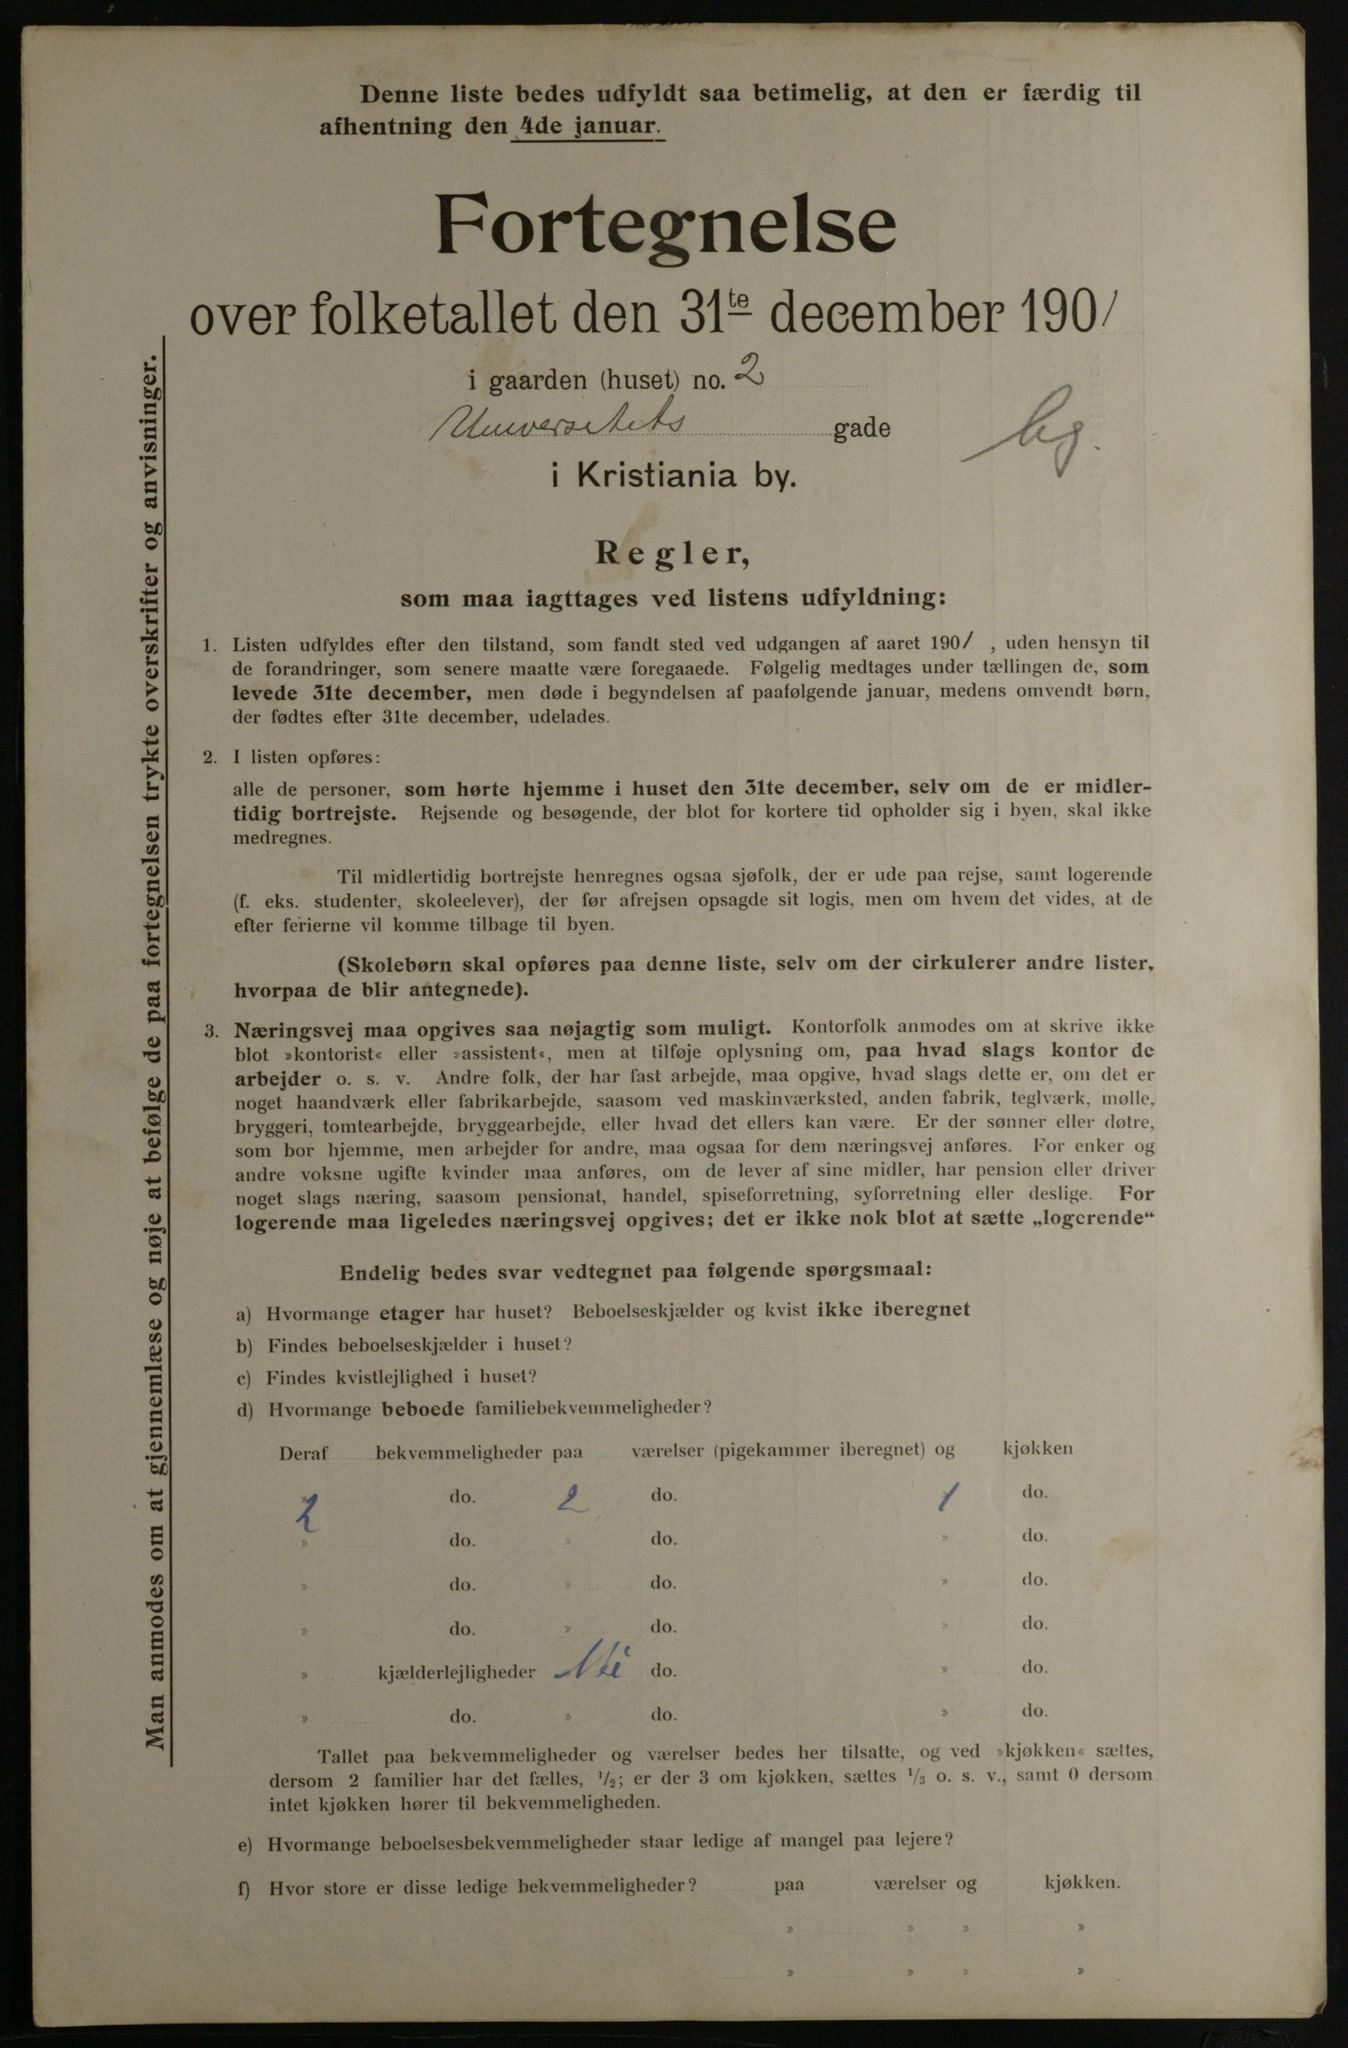 Denne liste bedes udfyldt saa betimelig, at den er færdig til
afhentning den 4de januar.
Fortegnelse
over folketallet den 31te december 1901
i gaarden (huset) no. 2
Universitets gade
i Kristiania by.
Regler,
som maa iagttages ved listens udfyldning:
1. Listen udfyldes efter den tilstand, som fandt sted ved udgangen af aaret 1901 , uden hensyn til
de forandringer, som senere maatte være foregaaede. Følgelig medtages under tællingen de, som
levede 31te december, men døde i begyndelsen af paafølgende januar, medens omvendt børn,
der fødtes efter 31te december, udelades.
2. I listen opføres:
alle de personer, som hørte hjemme i huset den 31te december, selv om de er midler-
tidig bortrejste. Rejsende og besøgende, der blot for kortere tid opholder sig i byen, skal ikke
medregnes.
Til midlertidig bortrejste henregnes ogsaa sjøfolk, der er ude paa rejse, samt logerende
(f. eks. studenter, skoleelever), der før afrejsen opsagde sit logis, men om hvem det vides, at de
efter ferierne vil komme tilbage til byen.
(Skolebørn skal opføres paa denne liste, selv om der cirkulerer andre lister,
hvorpaa de blir antegnede).
3. Næringsvej maa opgives saa nøjagtig som muligt. Kontorfolk anmodes om at skrive ikke
blot »kontorist« eller »assistent«, men at tilføje oplysning om, paa hvad slags kontor de
arbejder o. s. v. Andre folk, der har fast arbejde, maa opgive, hvad slags dette er, om det er
noget haandværk eller fabrikarbejde, saasom ved maskinværksted, anden fabrik, teglværk, mølle,
bryggeri, tomtearbejde, bryggearbejde, eller hvad det ellers kan være. Er der sønner eller døtre,
som bor hjemme, men arbejder for andre, maa ogsaa for dem næringsvej anføres. For enker og
andre voksne ugifte kvinder maa anføres, om de lever af sine midler, har pension eller driver
noget slags næring, saasom pensionat, handel, spiseforretning, syforretning eller deslige. For
logerende maa ligeledes næringsvej opgives; det er ikke nok blot at sætte „logerende“
Endelig bedes svar vedtegnet paa følgende spørgsmaal:
a) Hvormange etager har huset? Beboelseskjælder og kvist ikke iberegnet
b) Findes beboelseskjælder i huset?
c) Findes kvistlejlighed i huset?
d) Hvormange beboede familiebekvemmeligheder?
Deraf bekvemmeligheder paa værelser (pigekammer iberegnet) og kjøkken
2 do. 2 do. 1 do.
» do. » do. » do.
» do. » do. » do.
» do. » do. » do.
» kjælderlejligheder do. » do.
» do. » do. » do.
Tallet paa bekvemmeligheder og værelser bedes her tilsatte, og ved »kjøkken« sættes,
dersom 2 familier har det fælles, 1/2; er der 3 om kjøkken, sættes 1/3 o. s. v., samt 0 dersom
intet kjøkken hører til bekvemmeligheden.
e) Hvormange beboelsesbekvemmeligheder staar ledige af mangel paa lejere?
f) Hvor store er disse ledige bekvemmeligheder? paa værelser og kjøkken.
» » » »
» » » »
Man anmodes om at gjennemlæse og nøje at befølge de paa fortegnelsen trykte overskrifter og anvisninger.